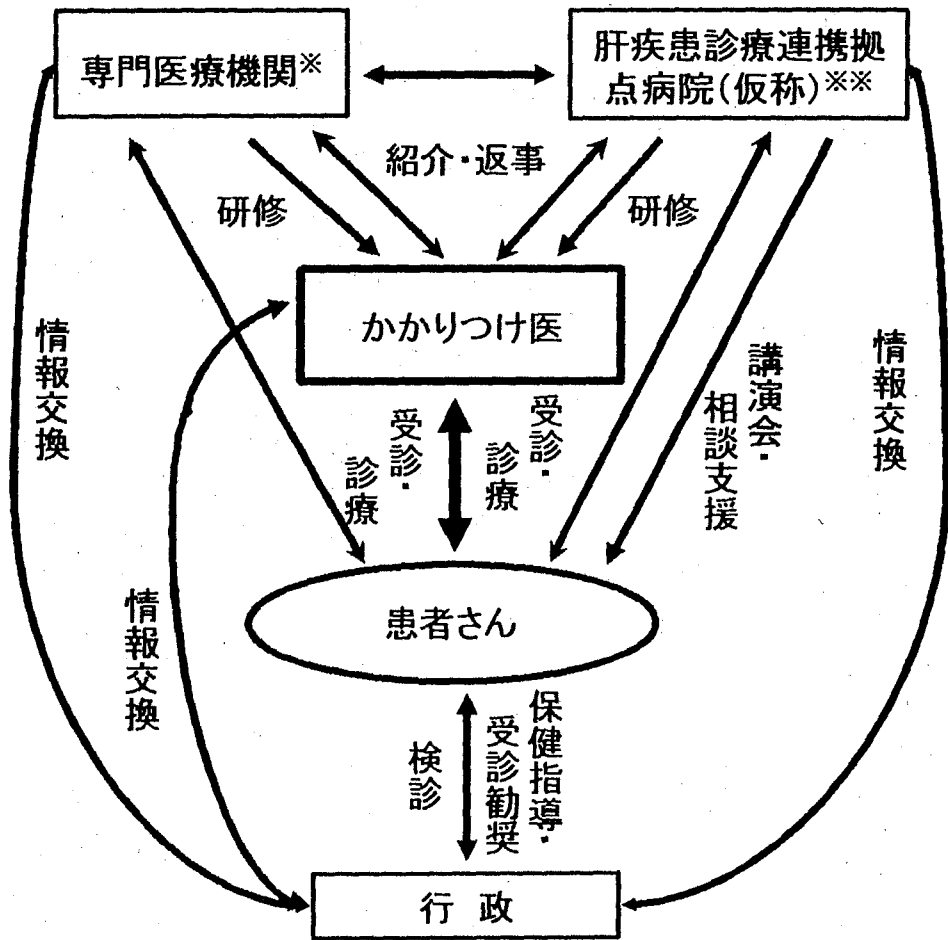 専門医療機関※
肝疾患診療連携拠
点病院(仮称)※※
紹介・返事
研修
研修
かかりつけ医
情報交換
受診・
診療
受診・
診療
講演会・
相談支援
情報交換
情報交換
患者さん
検診
保健指導・
受診勧奨
行 政